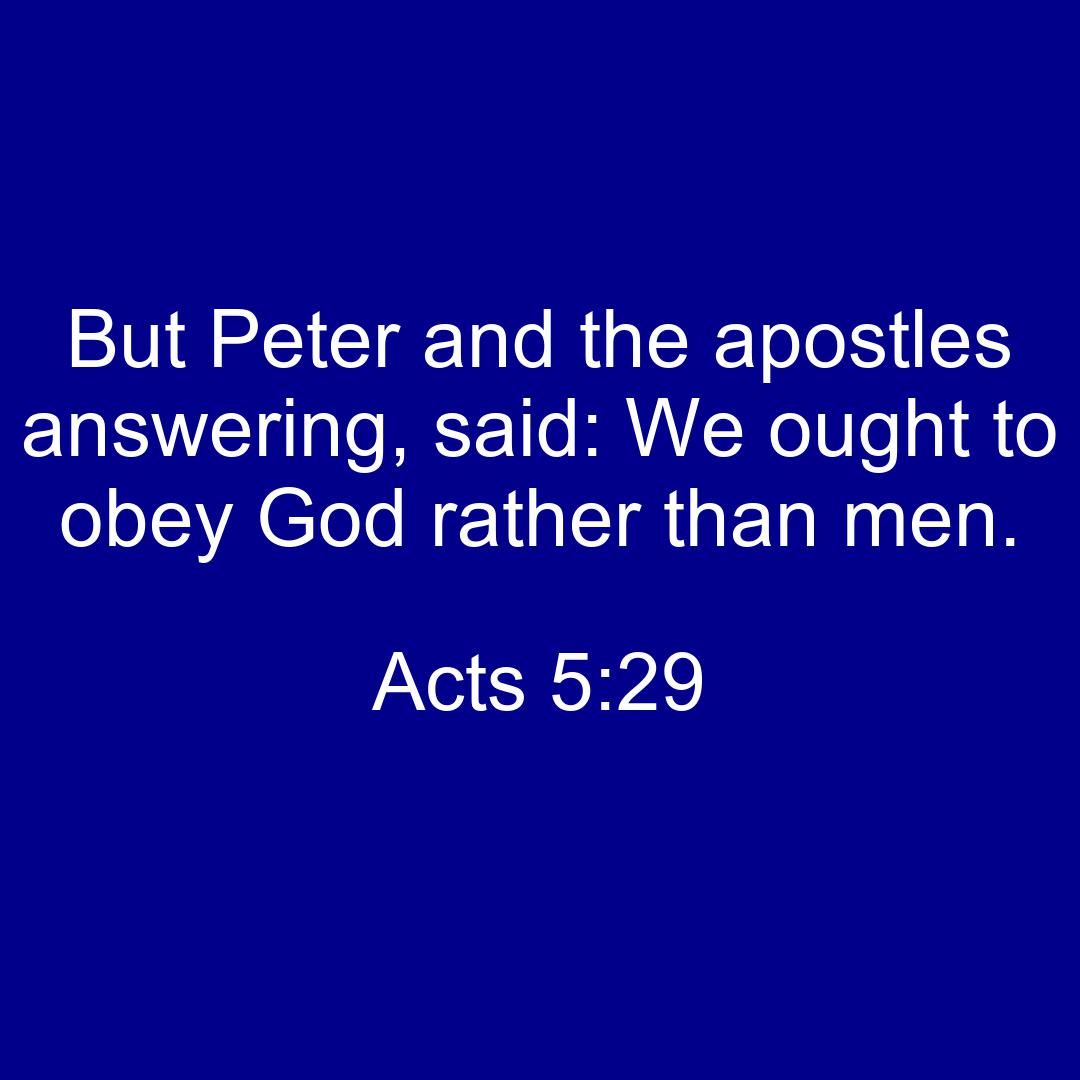 But Peter and the apostles
answering, said: We ought to
obey God rather than men.
Acts 5:29